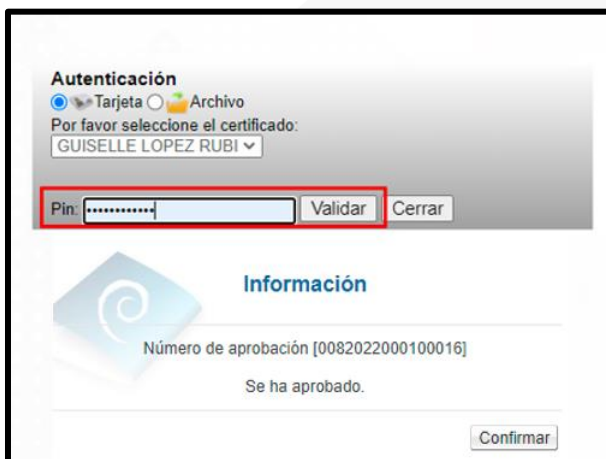 Autenticación
Tarjeta Archivo
Por favor seleccione el certificado:
GUISELLE LOPEZ RUBI
Pin: •••••••••••• Validar Cerrar
Información
Número de aprobación [0082022000100016]
Se ha aprobado.
Confirmar